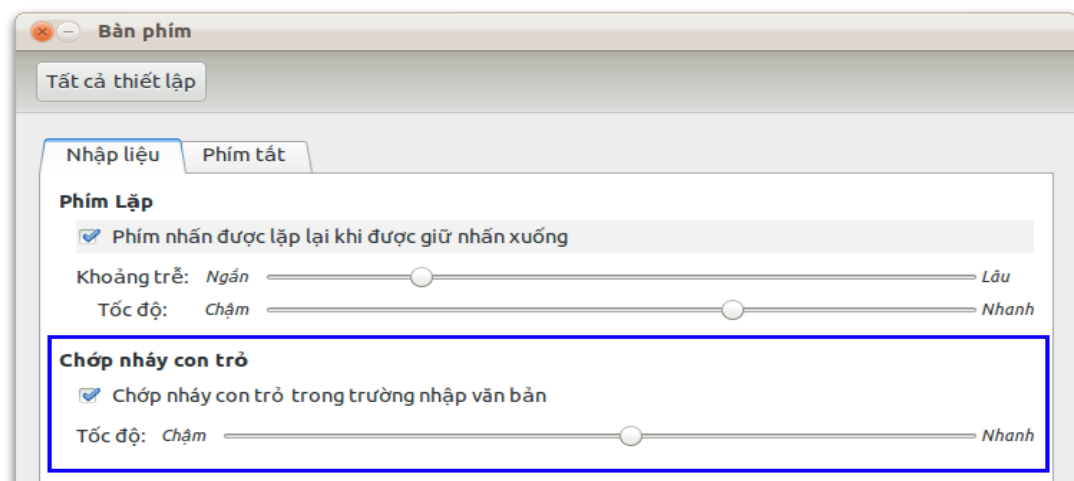 Bàn phím
Tất cả thiết lập
Nhập liệu Phím tắt
Phím Lặp
Phím nhấn được lặp lại khi được giữ nhấn xuống
Khoảng trễ: Ngắn Lâu
Tốc độ: Chậm Nhanh
Chớp nháy con trỏ
Chớp nháy con trỏ trong trường nhập văn bản
Tốc độ: Chậm Nhanh